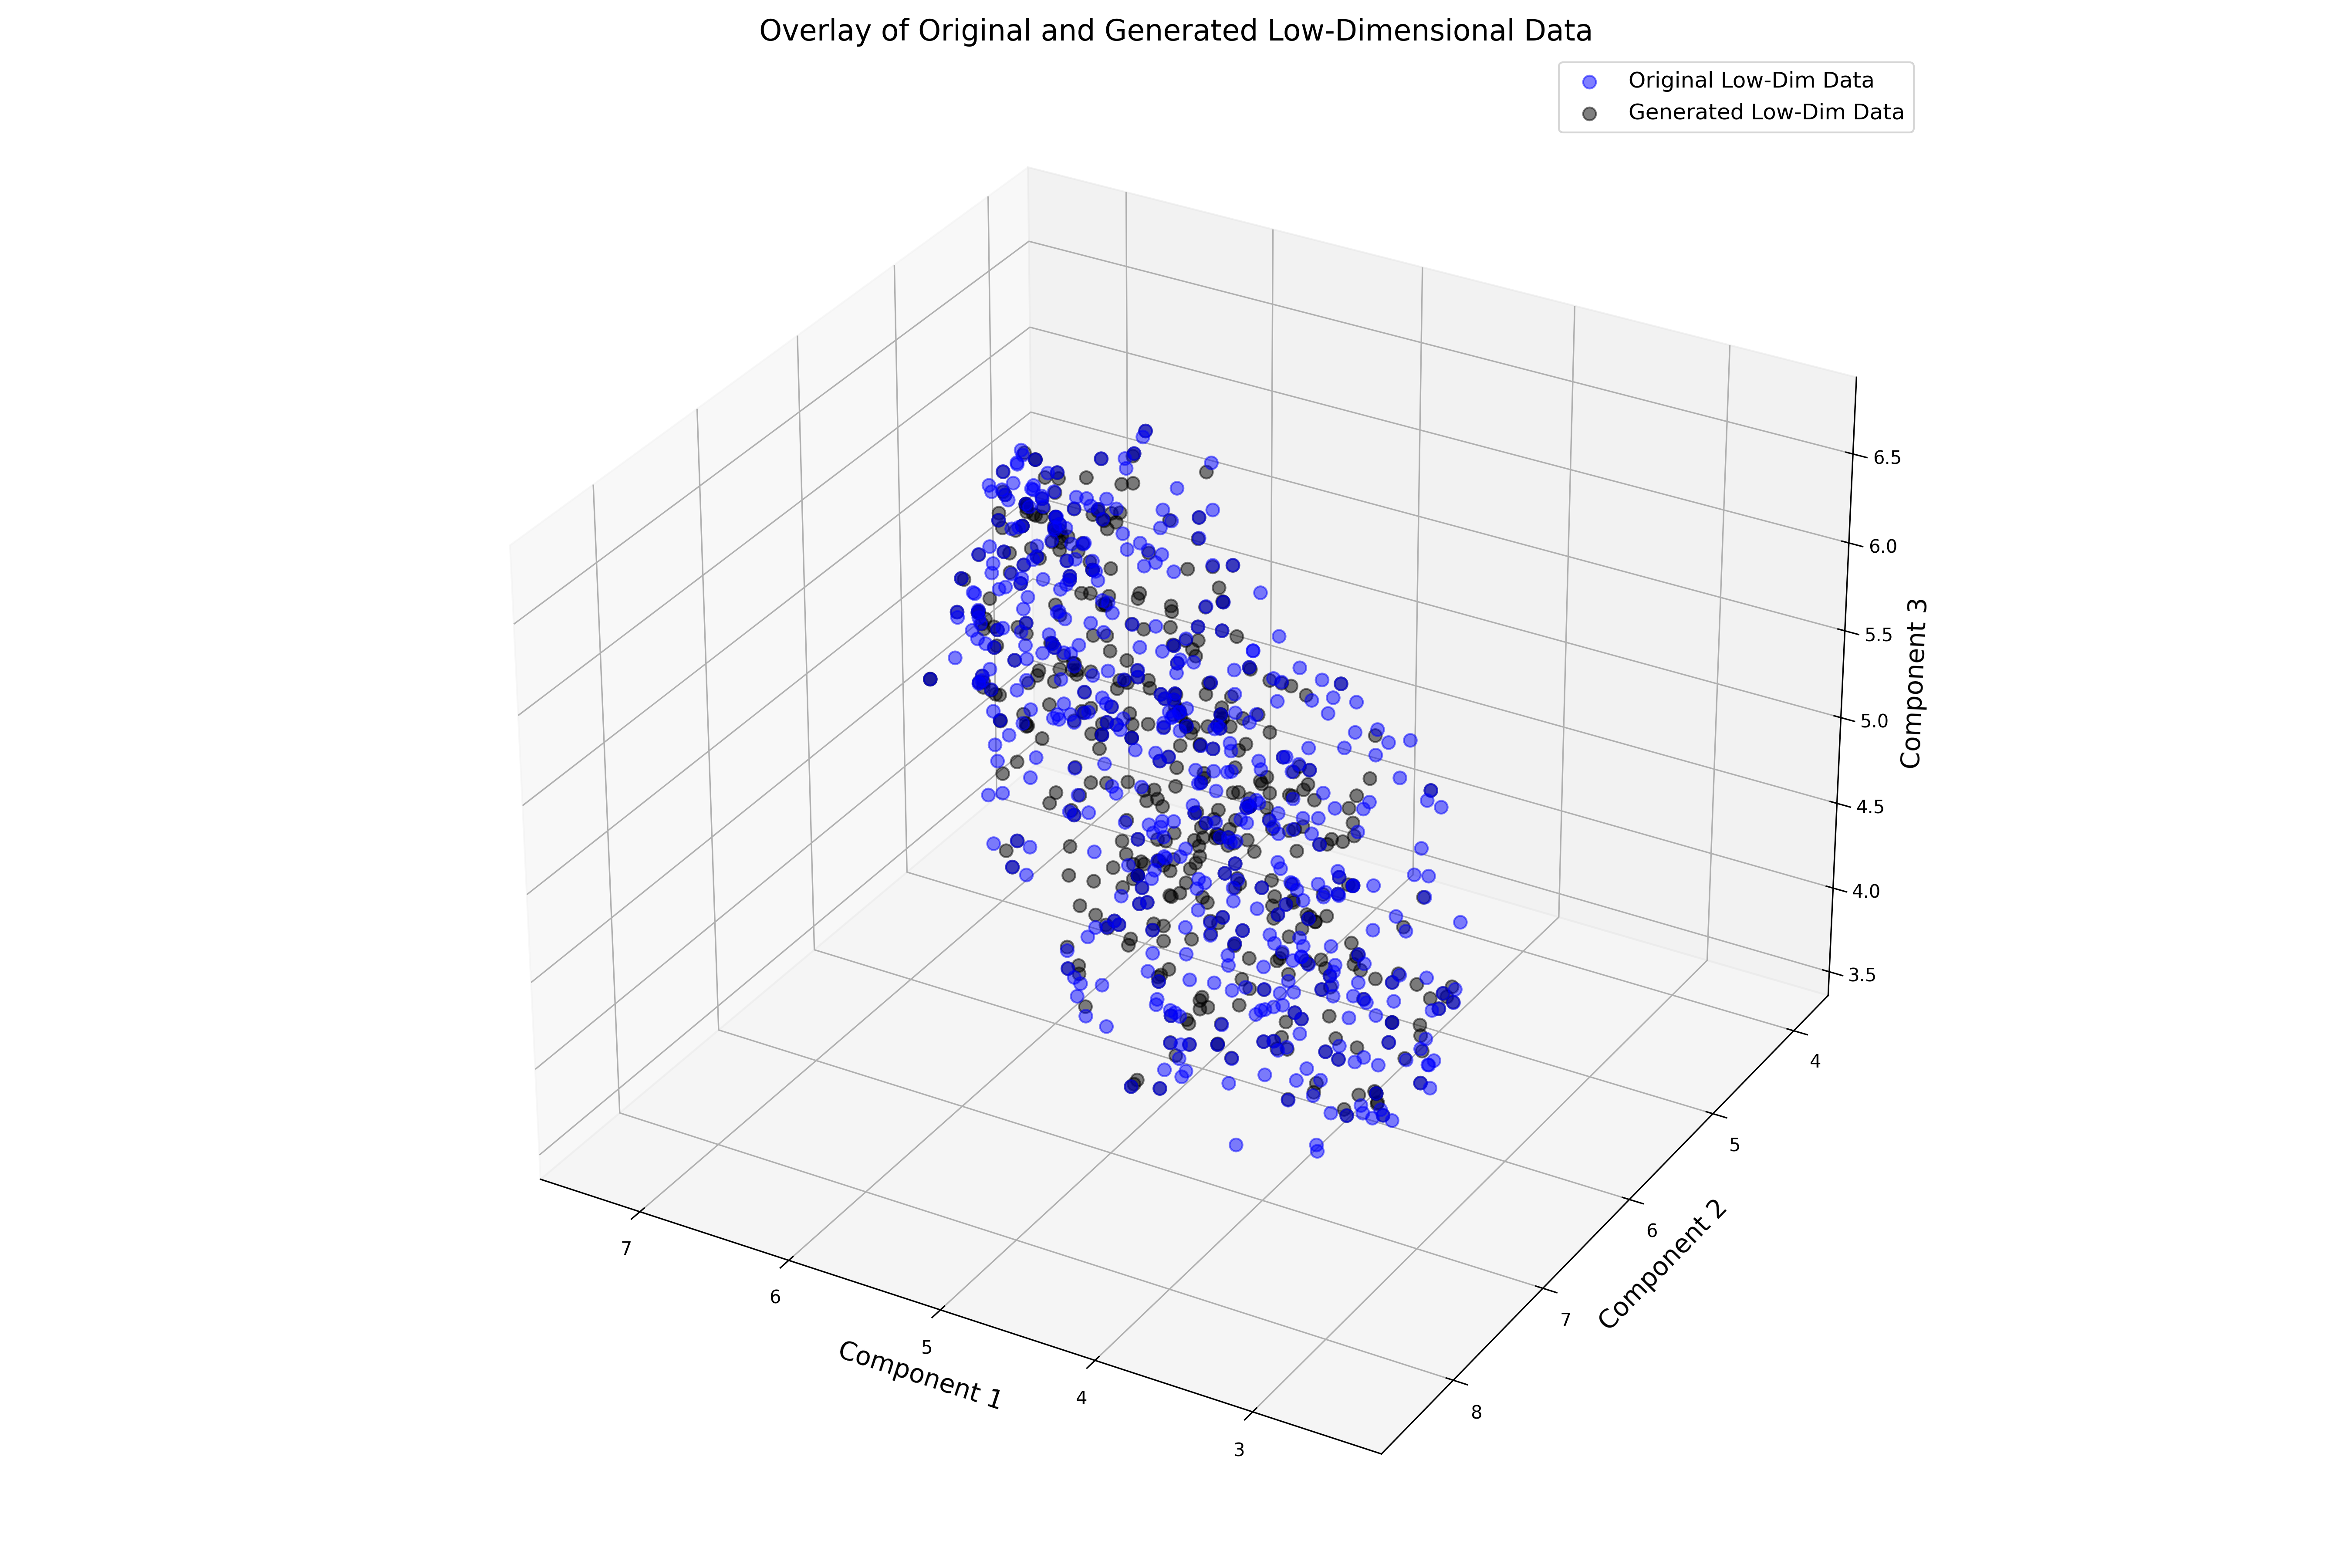 Overlay of Original and Generated Low-Dimensional Data
Original Low-Dim Data
Generated Low-Dim Data
6.5
6.0
5.5
5.0
4.5
4.0
3.5
Component 3
4
5
6
7
8
Component 2
7
6
5
4
3
Component 1